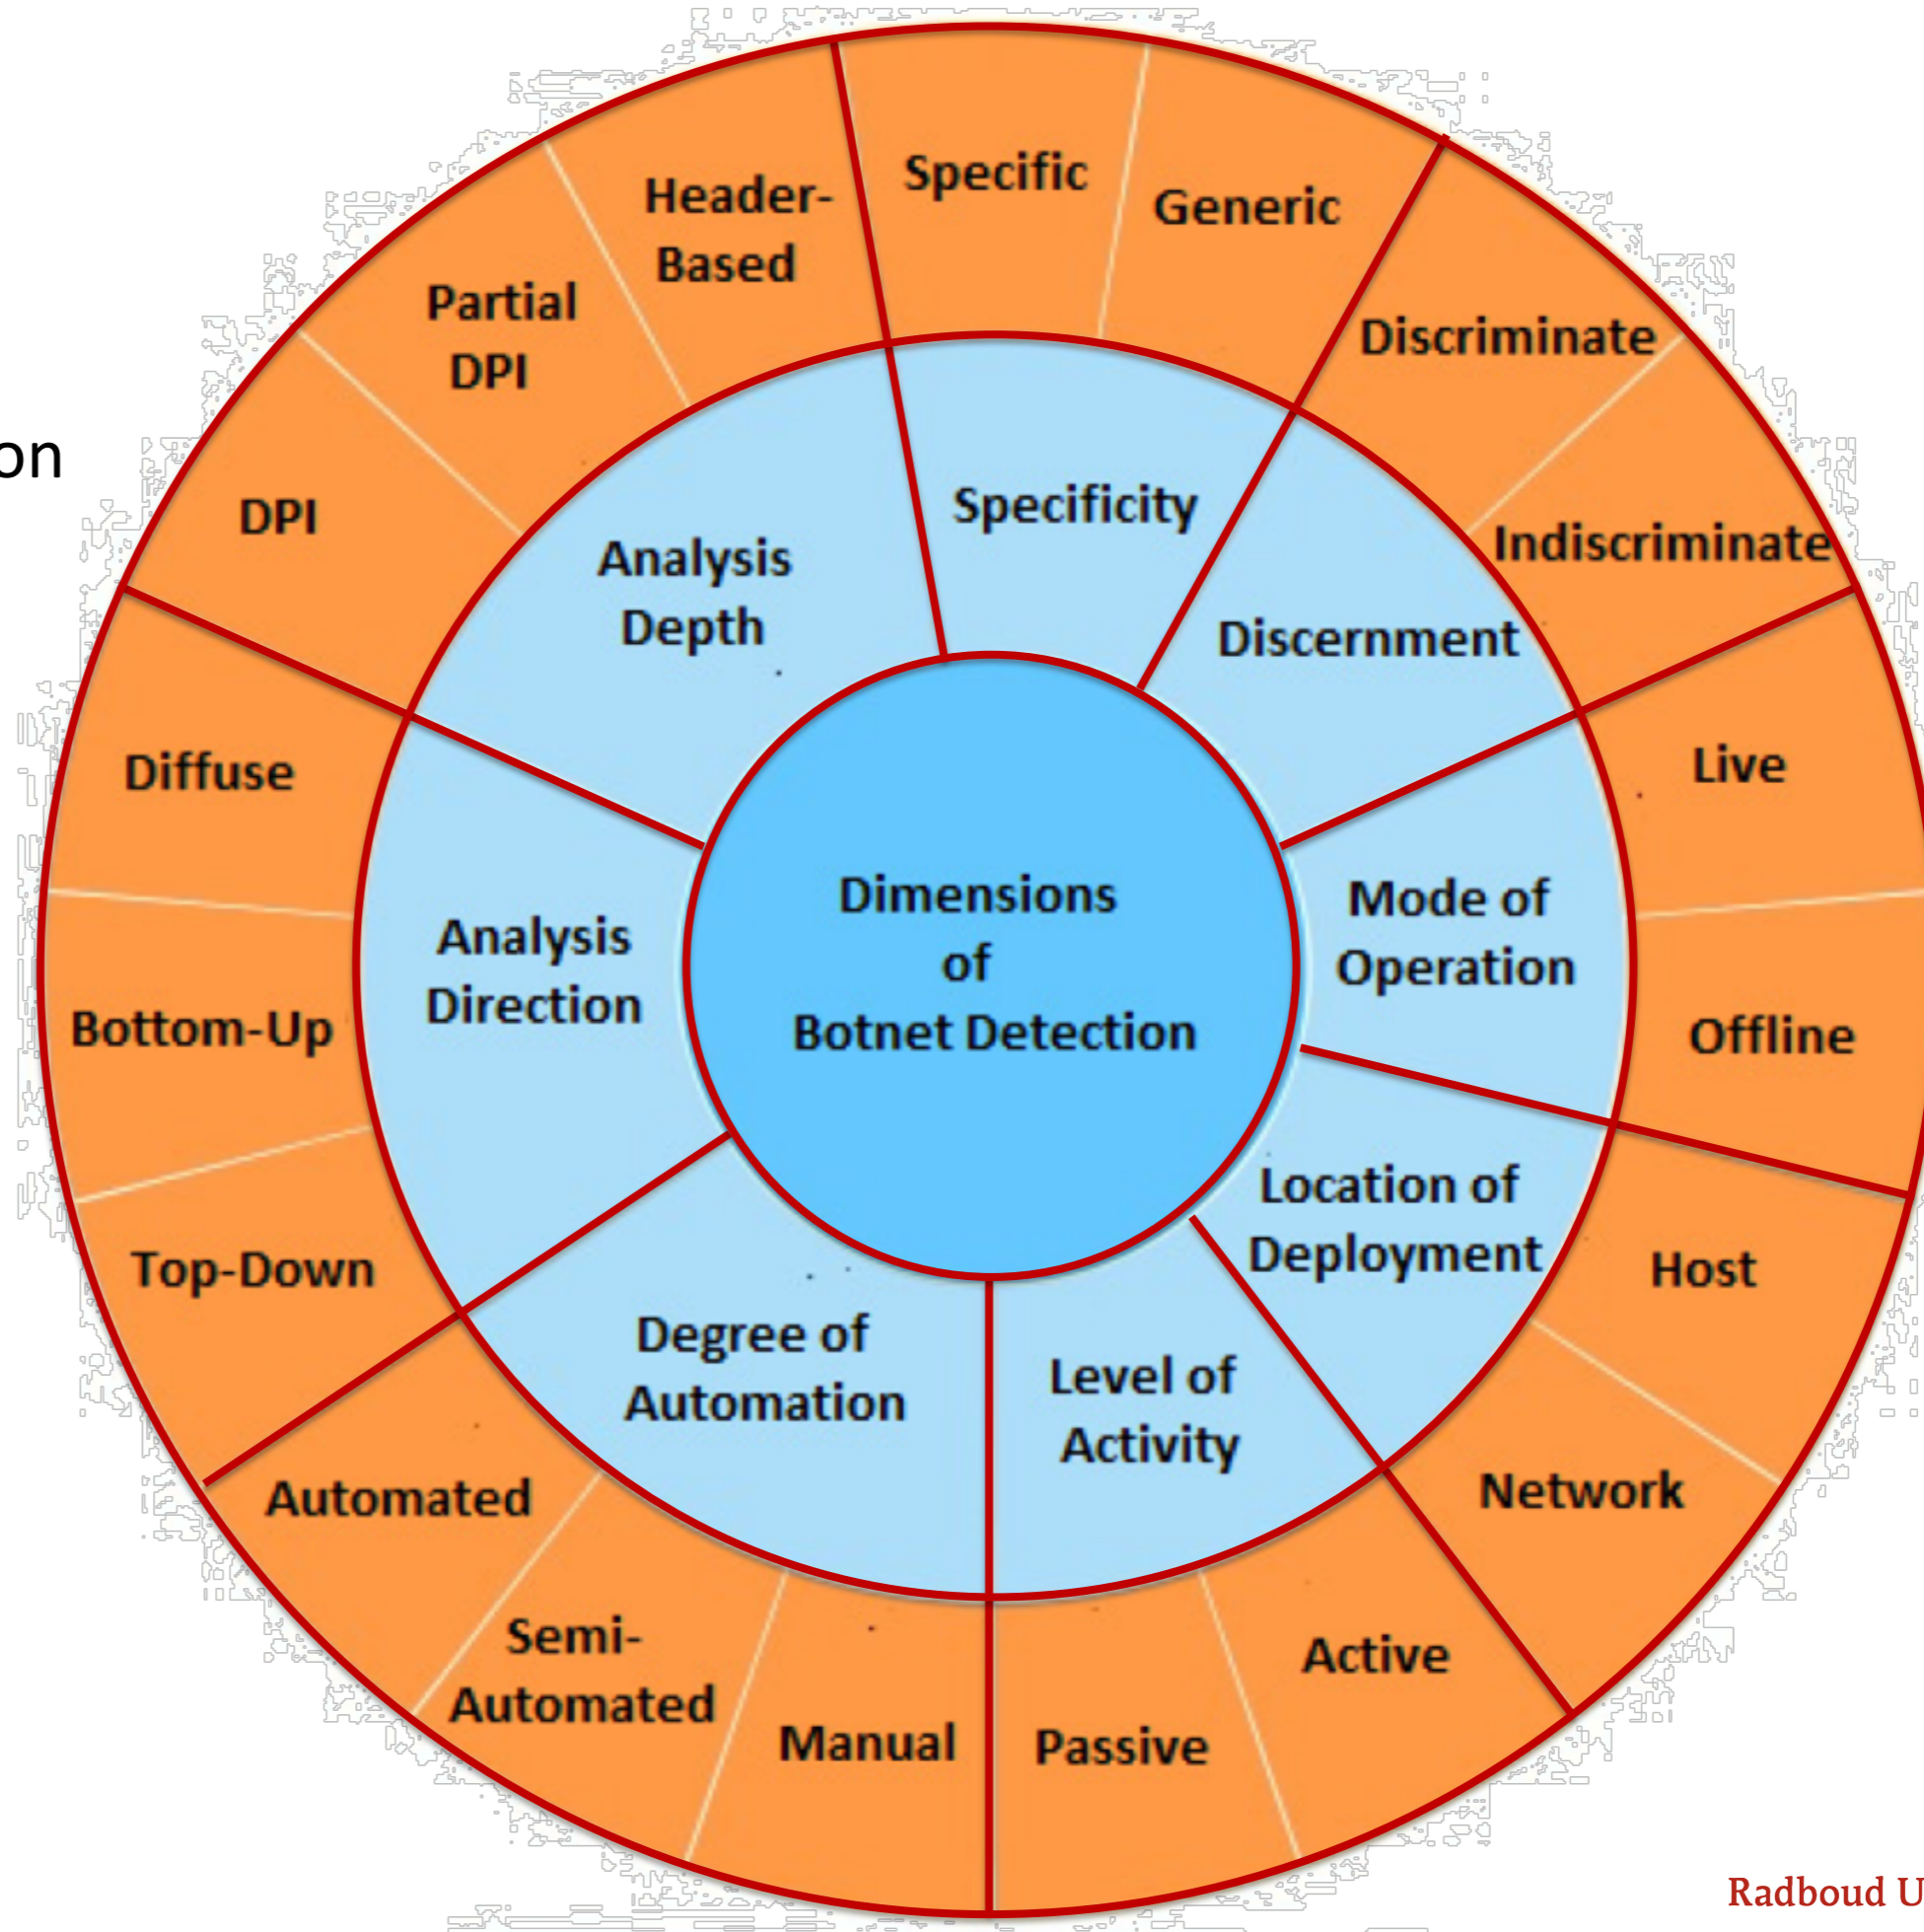 Specific
Generic
Header-
Based
Discriminate
Partial
DPI
on
Indiscriminate
DPI
Specificity
Analysis
Depth
Discernment
Live
Diffuse
Mode of
Operation
Dimensions
of
Botnet Detection
Analysis
Direction
Bottom-Up
Offline
Location of
Deployment
Host
Top-Down
Degree of
Automation
Level of
Activity
Network
Automated
Semi-
Automated
Active
Manual
Passive
Radboud U